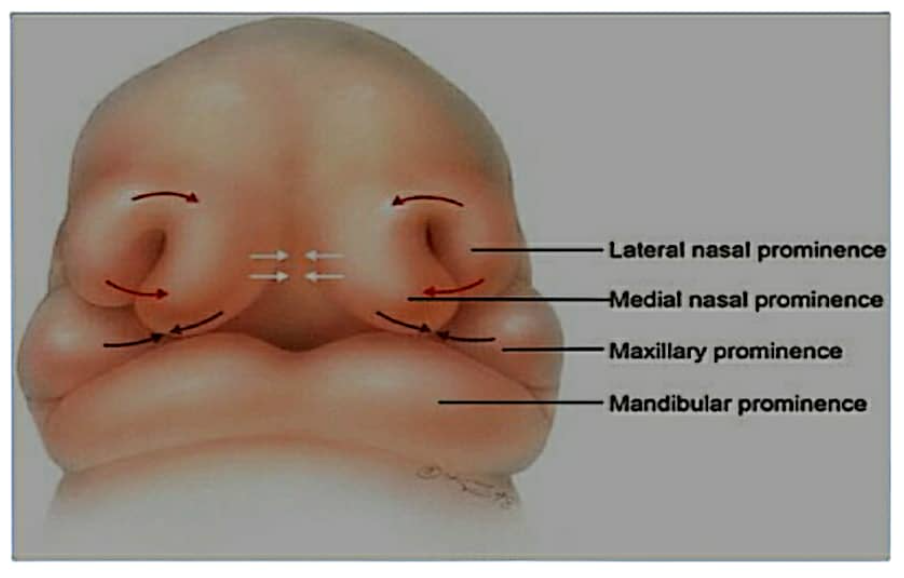 Lateral nasal prominence
Medial nasal prominence
Maxillary prominence
Mandibular prominence